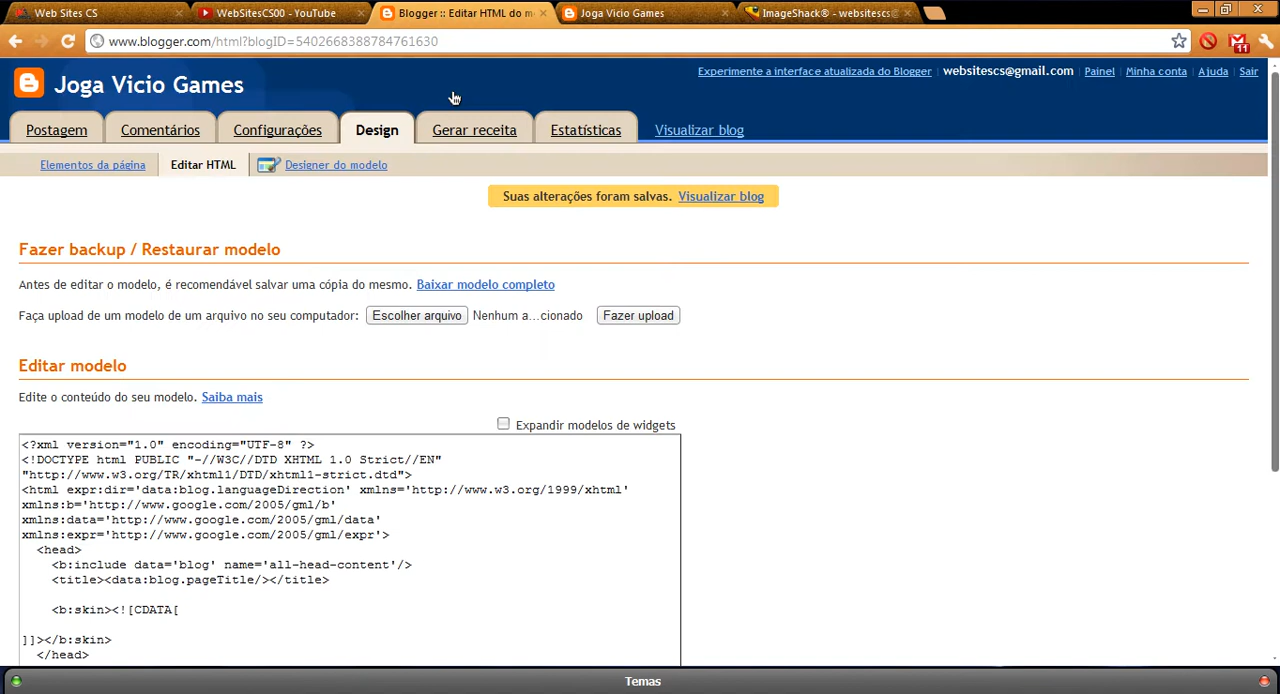 Web Sites CS
WebSitesCS00 - YouTube
Blogger :: Editar HTML do m
Joga Vicio Games
ImageShack® - websitescs@
www.blogger.com/html?blogID=5402668388784761630
11
Joga Vicio Games
Experimente a interface atualizada do Blogger | websitescs@gmail.com | Painel | Minha conta | Ajuda | Sair
Postagem
Comentários
Configurações
Design
Gerar receita
Estatísticas
Visualizar blog
Elementos da página
Editar HTML
Designer do modelo
Suas alterações foram salvas. Visualizar blog
Fazer backup / Restaurar modelo
Antes de editar o modelo, é recomendável salvar uma cópia do mesmo. Baixar modelo completo
Faça upload de um modelo de um arquivo no seu computador: Escolher arquivo Nenhum a...cionado Fazer upload
Editar modelo
Edite o conteúdo do seu modelo. Saiba mais
Expandir modelos de widgets
<?xml version="1.0" encoding="UTF-8" ?>
<!DOCTYPE html PUBLIC "-//W3C//DTD XHTML 1.0 Strict//EN"
"http://www.w3.org/TR/xhtml1/DTD/xhtml1-strict.dtd">
<html expr:dir='data:blog.languageDirection' xmlns='http://www.w3.org/1999/xhtml'
xmlns:b='http://www.google.com/2005/gml/b'
xmlns:data='http://www.google.com/2005/gml/data'
xmlns:expr='http://www.google.com/2005/gml/expr'>
<head>
<b:include data='blog' name='all-head-content'/>
<title><data:blog.pageTitle/></title>
<b:skin><![CDATA[
]]></b:skin>
</head>
Temas